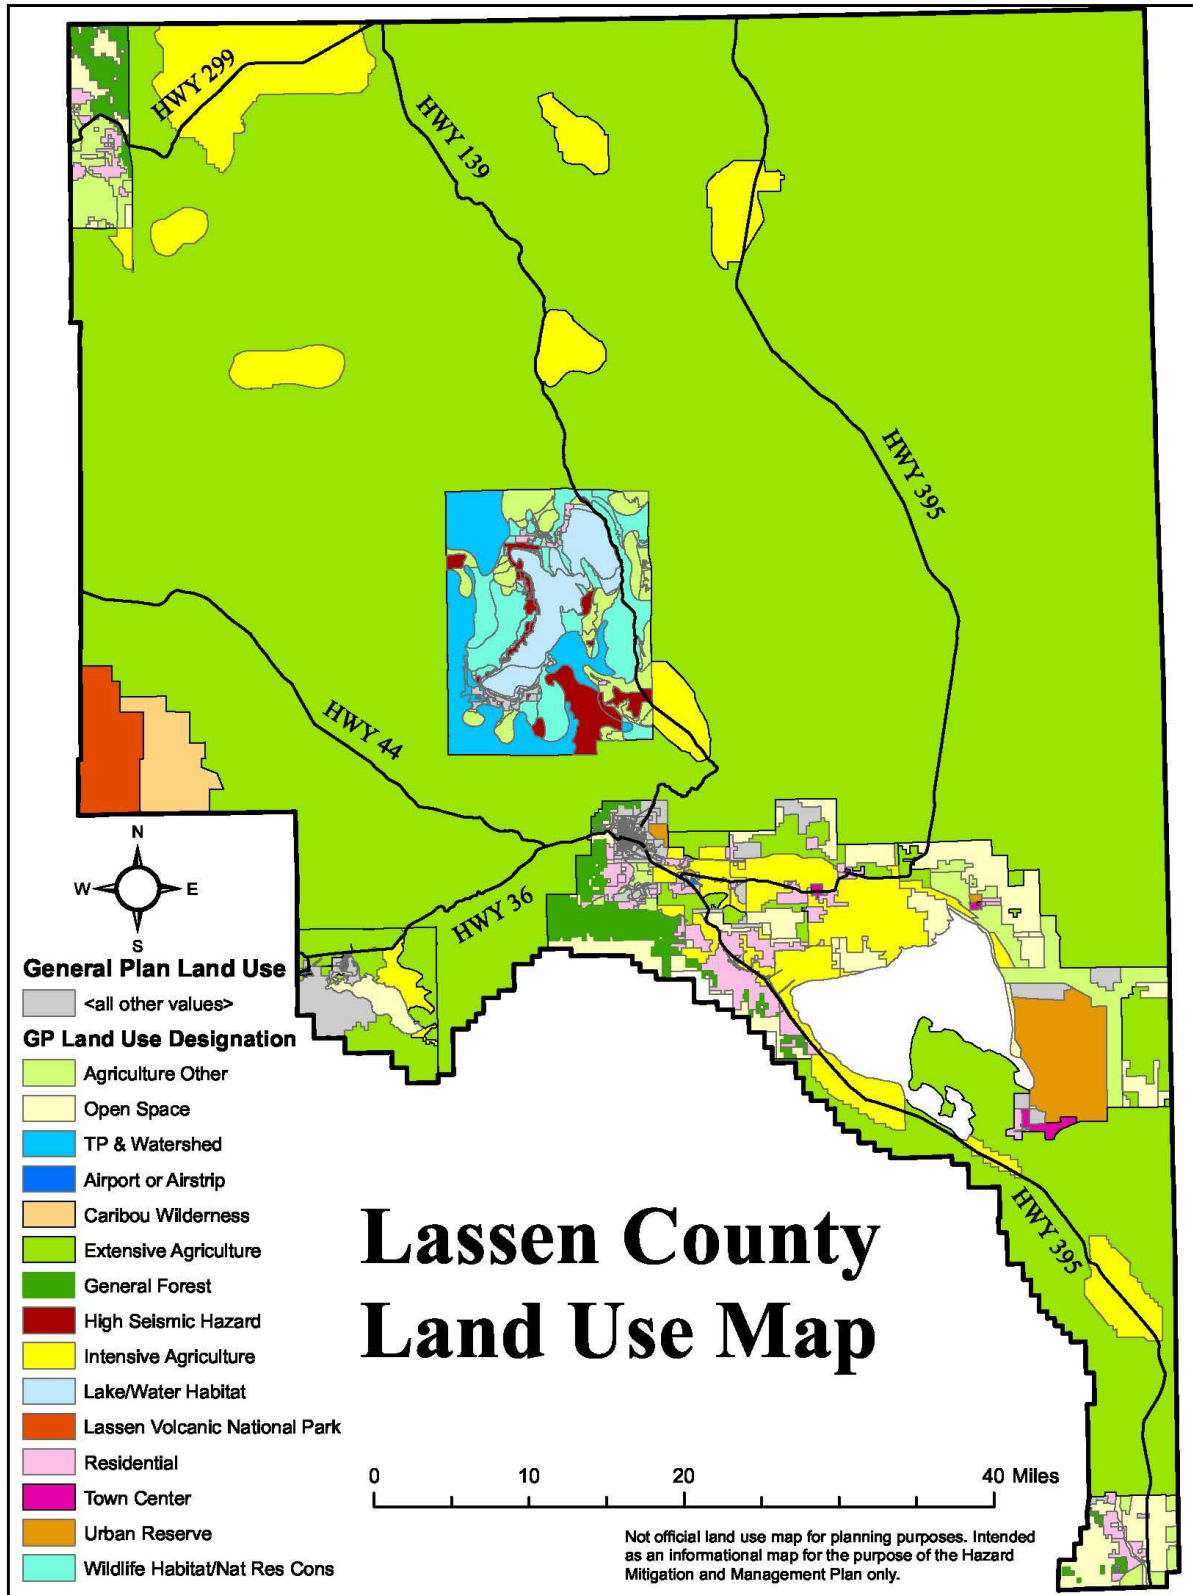 HWY 299
HWY 139
HWY 395
HWY 44
HWY 36
HWY 395
N
W E
S
General Plan Land Use
<all other values>
GP Land Use Designation
Agriculture Other
Open Space
TP & Watershed
Airport or Airstrip
Caribou Wilderness
Extensive Agriculture
General Forest
High Seismic Hazard
Intensive Agriculture
Lake/Water Habitat
Lassen Volcanic National Park
Residential
Town Center
Urban Reserve
Wildlife Habitat/Nat Res Cons
Lassen County
Land Use Map
0 10 20 40 Miles
Not official land use map for planning purposes. Intended
as an informational map for the purpose of the Hazard
Mitigation and Management Plan only.